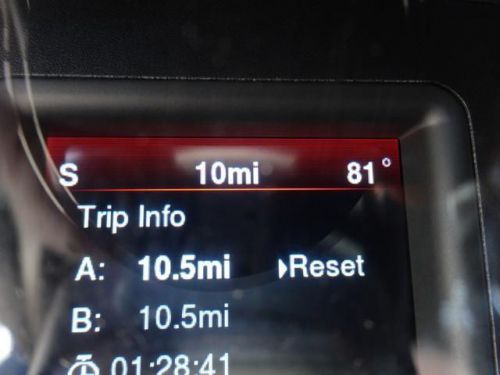 S 10mi 81°
Trip Info
A: 10.5mi Reset
B: 10.5mi
01:28:41